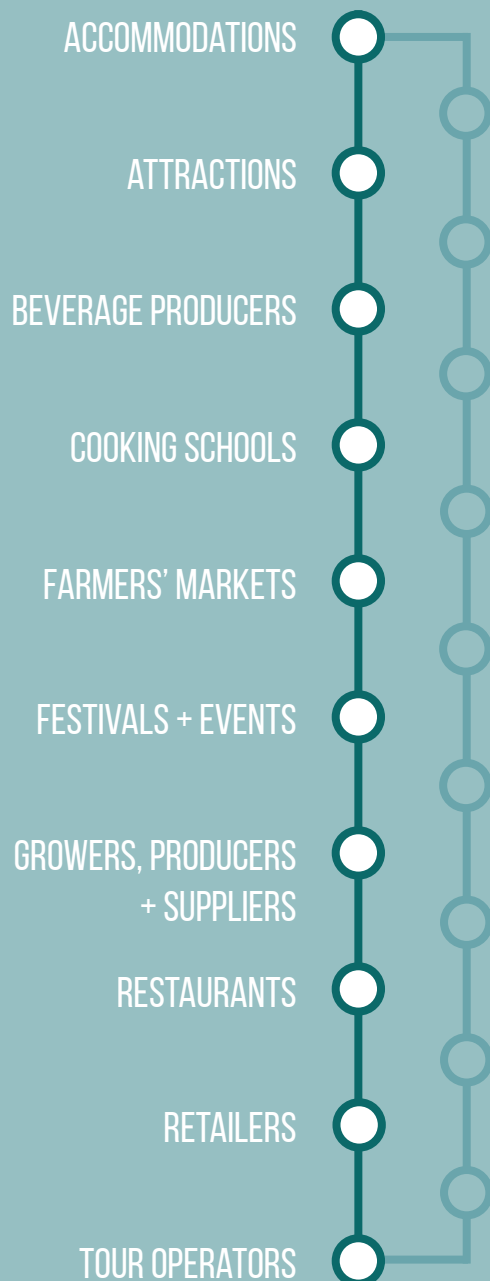 ACCOMMODATIONS
ATTRACTIONS
BEVERAGE PRODUCERS
COOKING SCHOOLS
FARMERS’ MARKETS
FESTIVALS + EVENTS
GROWERS, PRODUCERS
+ SUPPLIERS
RESTAURANTS
RETAILERS
TOUR OPERATORS